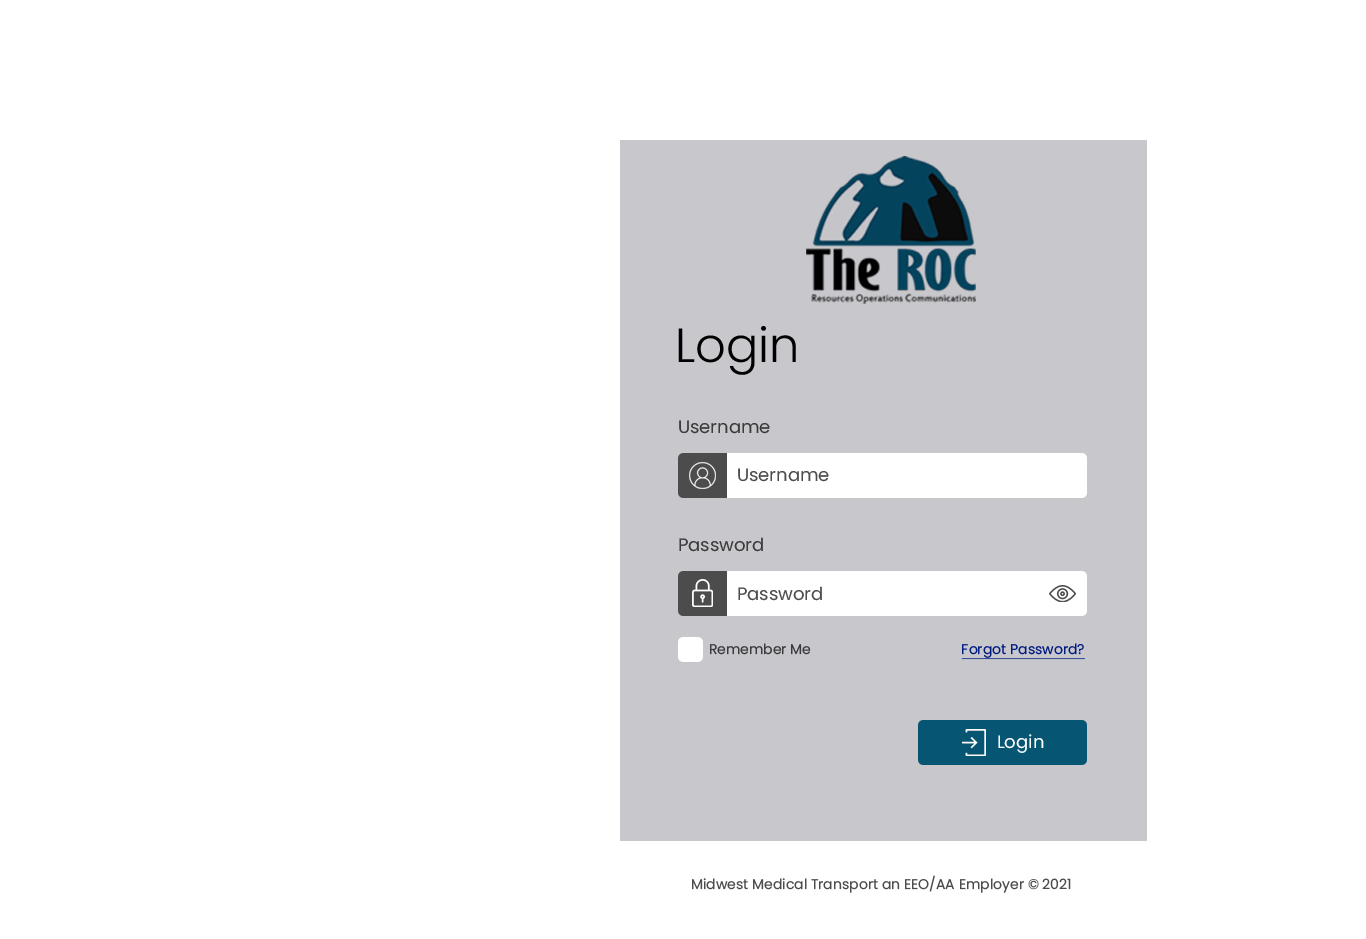 The ROC
Resources Operations Communications
Login
Username
Username
Password
Password
Remember Me
Forgot Password?
Login
Midwest Medical Transport an EEO/AA Employer © 2021